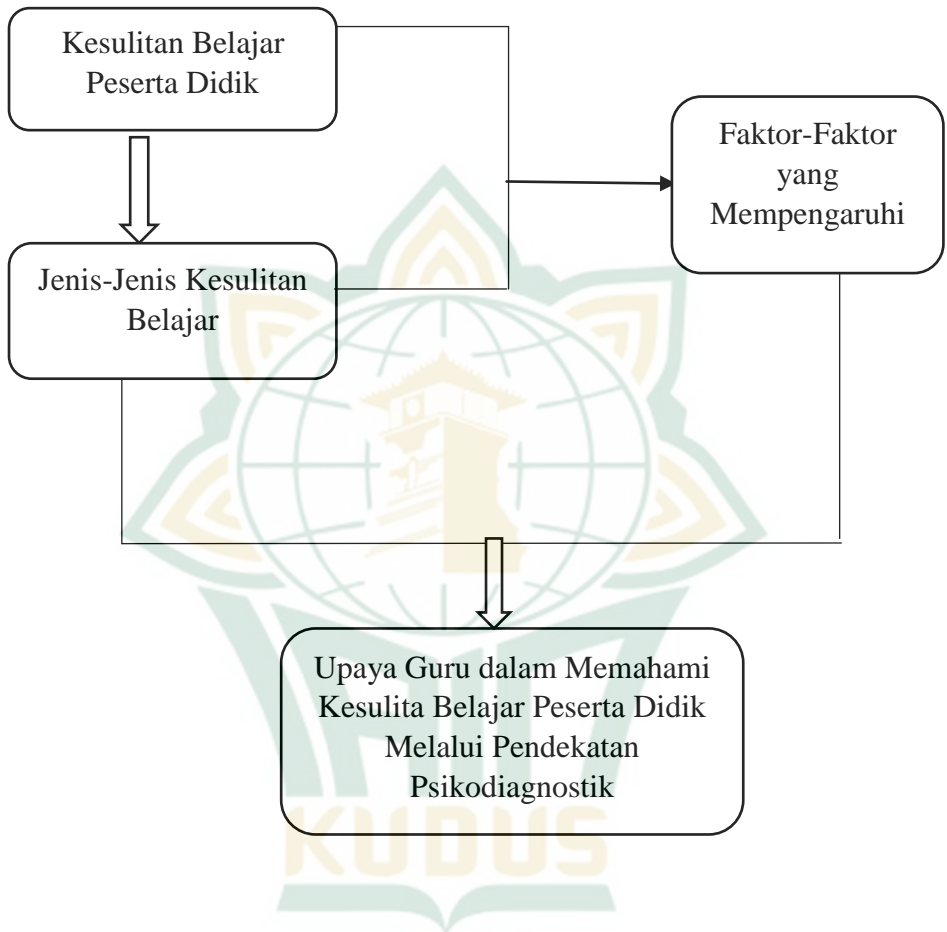 Kesulitan Belajar
Peserta Didik
Faktor-Faktor
yang
Mempengaruhi
Jenis-Jenis Kesulitan
Belajar
Upaya Guru dalam Memahami
Kesulita Belajar Peserta Didik
Melalui Pendekatan
Psikodiagnostik
IAIN
KUDUS